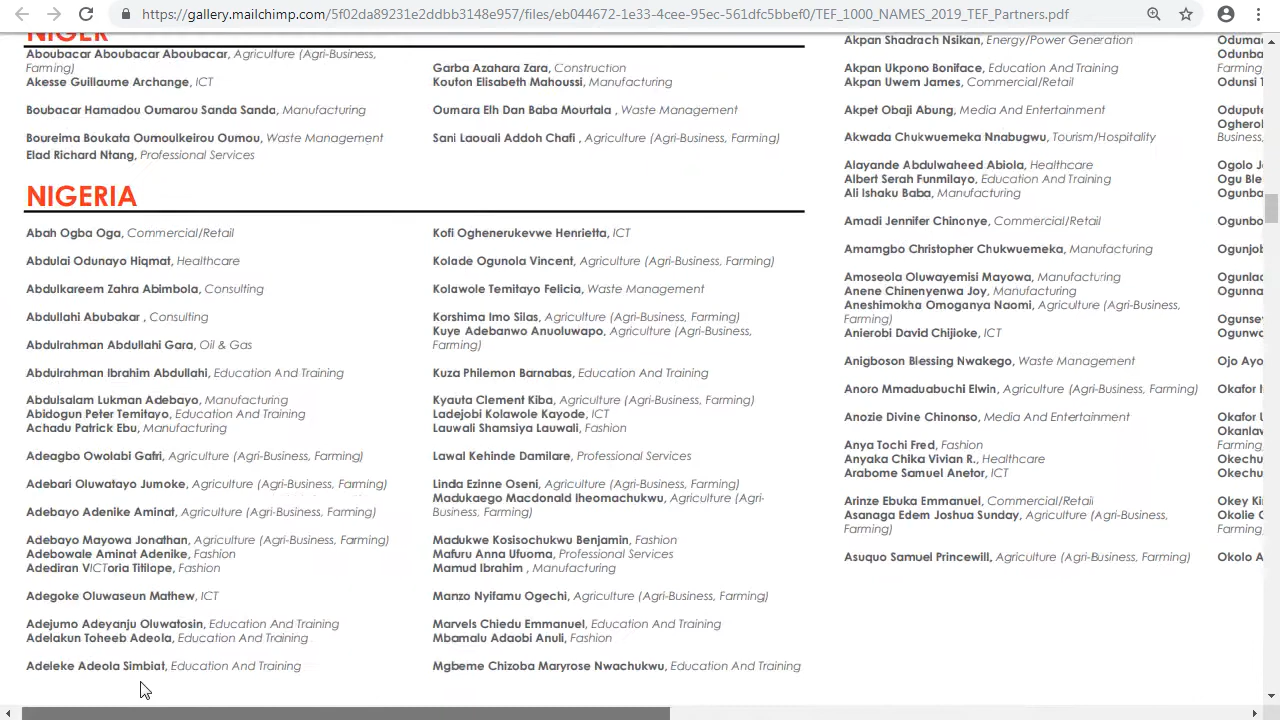 https://gallery.mailchimp.com/5f02da89231e2ddbb3148e957/files/eb044672-1e33-4cee-95ec-561dfc5bbef0/TEF_1000_NAMES_2019_TEF_Partners.pdf
NIGER
Aboubacar Aboubacar Aboubacar, Agriculture (Agri-Business,
Farming)
Akesse Guillaume Archange, ICT
Boubacar Hamadou Oumarou Sanda Sanda, Manufacturing
Boureima Boukata Oumoulkeirou Oumou, Waste Management
Elad Richard Ntang, Professional Services
Garba Azahara Zara, Construction
Kouton Elisabeth Mahoussi, Manufacturing
Oumara Elh Dan Baba Mourtala , Waste Management
Sani Laouali Addoh Chafi , Agriculture (Agri-Business, Farming)
NIGERIA
Abah Ogba Oga, Commercial/Retail
Abdulai Odunayo Hiqmat, Healthcare
Abdulkareem Zahra Abimbola, Consulting
Abdullahi Abubakar , Consulting
Abdulrahman Abdullahi Gara, Oil & Gas
Abdulrahman Ibrahim Abdullahi, Education And Training
Abdulsalam Lukman Adebayo, Manufacturing
Abidogun Peter Temitayo, Education And Training
Achadu Patrick Ebu, Manufacturing
Adeagbo Owolabi Gafri, Agriculture (Agri-Business, Farming)
Adebari Oluwatayo Jumoke, Agriculture (Agri-Business, Farming)
Adebayo Adenike Aminat, Agriculture (Agri-Business, Farming)
Adebayo Mayowa Jonathan, Agriculture (Agri-Business, Farming)
Adebowale Aminat Adenike, Fashion
Adediran VICToria Titilope, Fashion
Adegoke Oluwaseun Mathew, ICT
Adejumo Adeyanju Oluwatosin, Education And Training
Adelakun Toheeb Adeola, Education And Training
Adeleke Adeola Simbiat, Education And Training
Kofi Oghenerukevwe Henrietta, ICT
Kolade Ogunola Vincent, Agriculture (Agri-Business, Farming)
Kolawole Temitayo Felicia, Waste Management
Korshima Imo Silas, Agriculture (Agri-Business, Farming)
Kuye Adebanwo Anuoluwapo, Agriculture (Agri-Business,
Farming)
Kuza Philemon Barnabas, Education And Training
Kyauta Clement Kiba, Agriculture (Agri-Business, Farming)
Ladejobi Kolawole Kayode, ICT
Lauwali Shamsiya Lauwali, Fashion
Lawal Kehinde Damilare, Professional Services
Linda Ezinne Oseni, Agriculture (Agri-Business, Farming)
Madukaego Macdonald Iheomachukwu, Agriculture (Agri-
Business, Farming)
Madukwe Kosisochukwu Benjamin, Fashion
Mafuru Anna Ufuoma, Professional Services
Mamud Ibrahim , Manufacturing
Manzo Nyifamu Ogechi, Agriculture (Agri-Business, Farming)
Marvels Chiedu Emmanuel, Education And Training
Mbamalu Adaobi Anuli, Fashion
Mgbeme Chizoba Maryrose Nwachukwu, Education And Training
Akpan Shadrach Nsikan, Energy/Power Generation
Akpan Ukpono Boniface, Education And Training
Akpan Uwem James, Commercial/Retail
Akpet Obaji Abung, Media And Entertainment
Akwada Chukwuemeka Nnabugwu, Tourism/Hospitality
Alayande Abdulwaheed Abiola, Healthcare
Albert Serah Funmilayo, Education And Training
Ali Ishaku Baba, Manufacturing
Amadi Jennifer Chinonye, Commercial/Retail
Amamgbo Christopher Chukwuemeka, Manufacturing
Amoseola Oluwayemisi Mayowa, Manufacturing
Anene Chinenyenwa Joy, Manufacturing
Aneshimokha Omoganya Naomi, Agriculture (Agri-Business,
Farming)
Anierobi David Chijioke, ICT
Anigboson Blessing Nwakego, Waste Management
Anoro Mmaduabuchi Elwin, Agriculture (Agri-Business, Farming)
Anozie Divine Chinonso, Media And Entertainment
Anya Tochi Fred, Fashion
Anyaka Chika Vivian R., Healthcare
Arabome Samuel Anetor, ICT
Arinze Ebuka Emmanuel, Commercial/Retail
Asanaga Edem Joshua Sunday, Agriculture (Agri-Business,
Farming)
Asuquo Samuel Princewill, Agriculture (Agri-Business, Farming)
Farming
Odunsi
Business,
Ogolo
Ogu Ble
Ojo Ayo
Okafor
Okafor
Farming,
Okechu
Okechu
Okey Ki
Okolie
Farming,
Okolo A